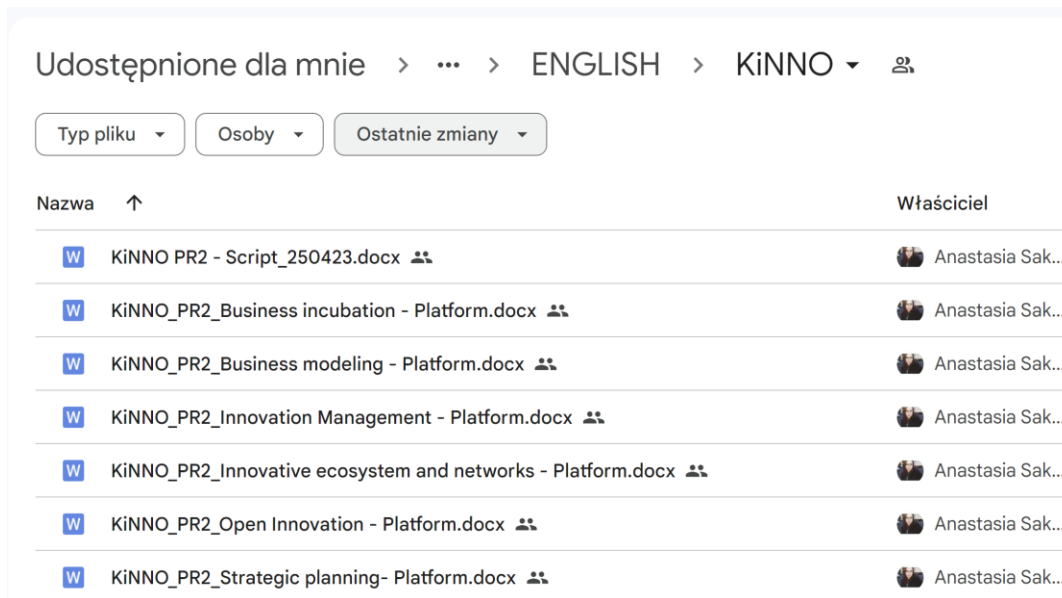 Udostępnione dla mnie > ... > ENGLISH > KiNNO
Typ pliku Osoby Ostatnie zmiany
Nazwa Właściciel
W KiNNO PR2 - Script_250423.docx Anastasia Sak...
W KiNNO_PR2_Business incubation - Platform.docx Anastasia Sak...
W KiNNO_PR2_Business modeling - Platform.docx Anastasia Sak...
W KiNNO_PR2_Innovation Management - Platform.docx Anastasia Sak...
W KiNNO_PR2_Innovative ecosystem and networks - Platform.docx Anastasia Sak...
W KiNNO_PR2_Open Innovation - Platform.docx Anastasia Sak...
W KiNNO_PR2_Strategic planning- Platform.docx Anastasia Sak...